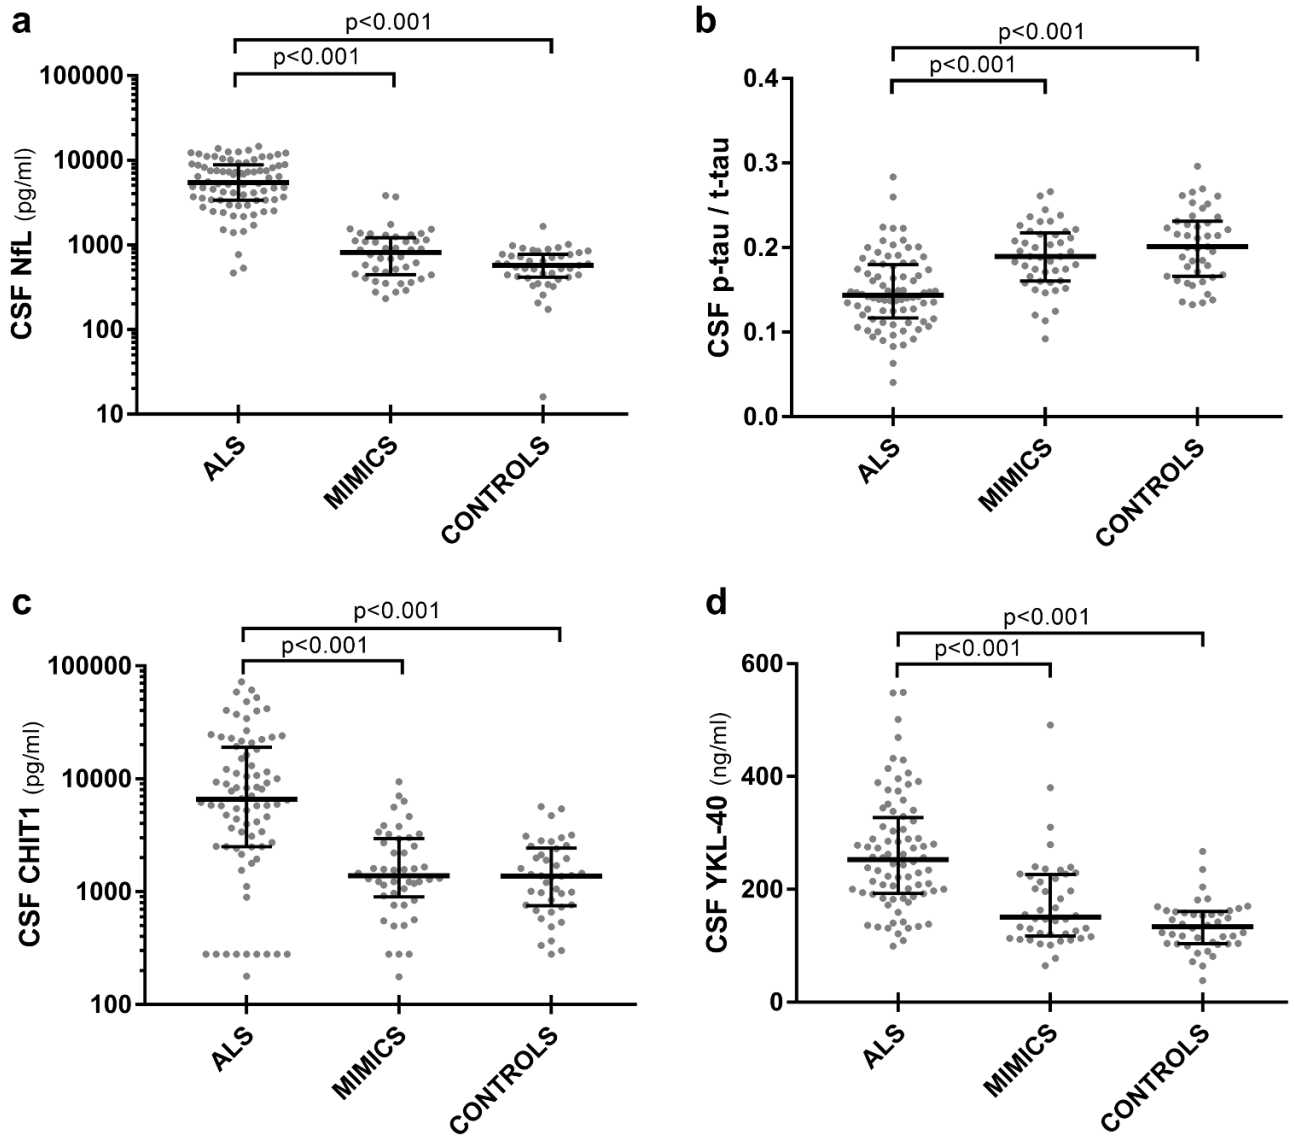 a
p<0.001
p<0.001
CSF NfL (pg/ml)
100000
10000
1000
100
10
ALS
MIMICS
CONTROLS
b
p<0.001
p<0.001
CSF p-tau / t-tau
0.4
0.3
0.2
0.1
0.0
ALS
MIMICS
CONTROLS
c
p<0.001
p<0.001
CSF CHIT1 (pg/ml)
100000
10000
1000
100
ALS
MIMICS
CONTROLS
d
p<0.001
p<0.001
CSF YKL-40 (ng/ml)
600
400
200
0
ALS
MIMICS
CONTROLS